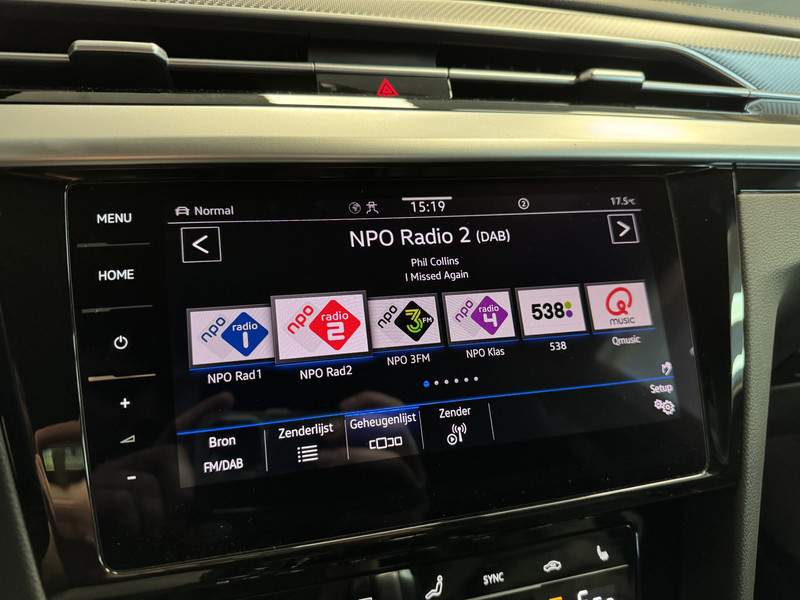 MENU
HOME
+
-
Normal
15:19
2
17.5°C
<
>
NPO Radio 2 (DAB)
Phil Collins
I Missed Again
npo radio 1
npo radio 2
npo 3FM
npo radio 4
538
Q music
NPO Rad1
NPO Rad2
NPO 3FM
NPO Klas
538
Qmusic
Bron
FM/DAB
Zenderlijst
Geheugenlijst
Zender
Setup
SYNC